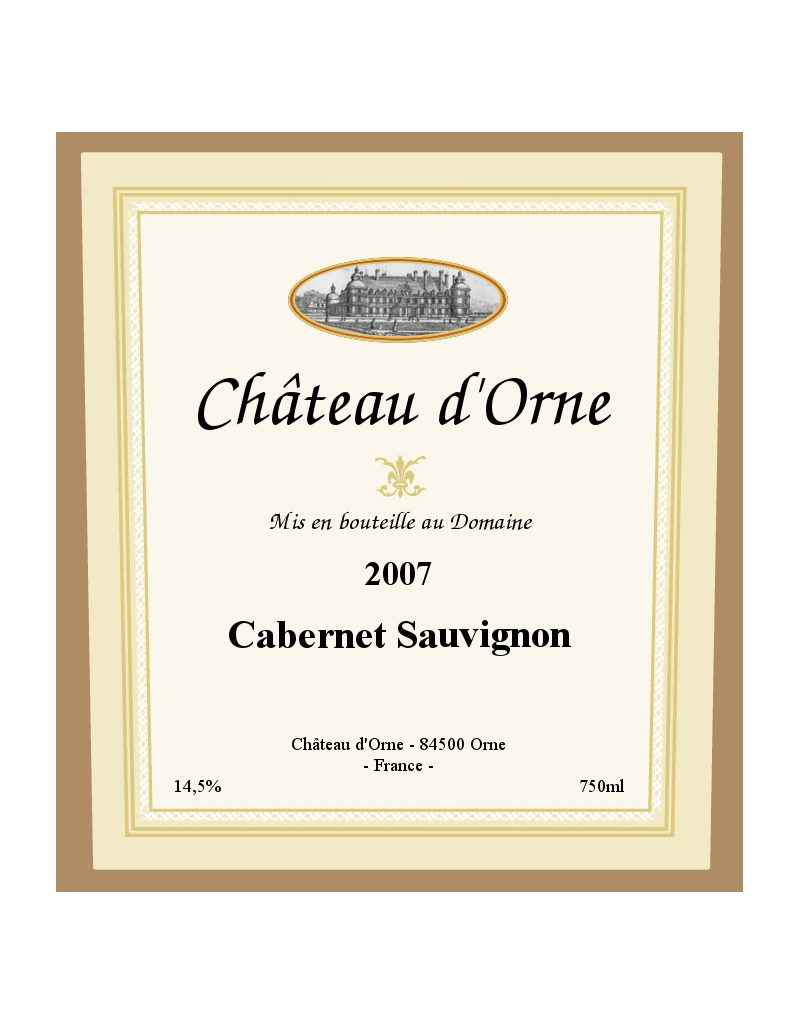 Château d'Orne
Mis en bouteille au Domaine
2007
Cabernet Sauvignon
Château d'Orne - 84500 Orne
- France -
14,5% 750ml